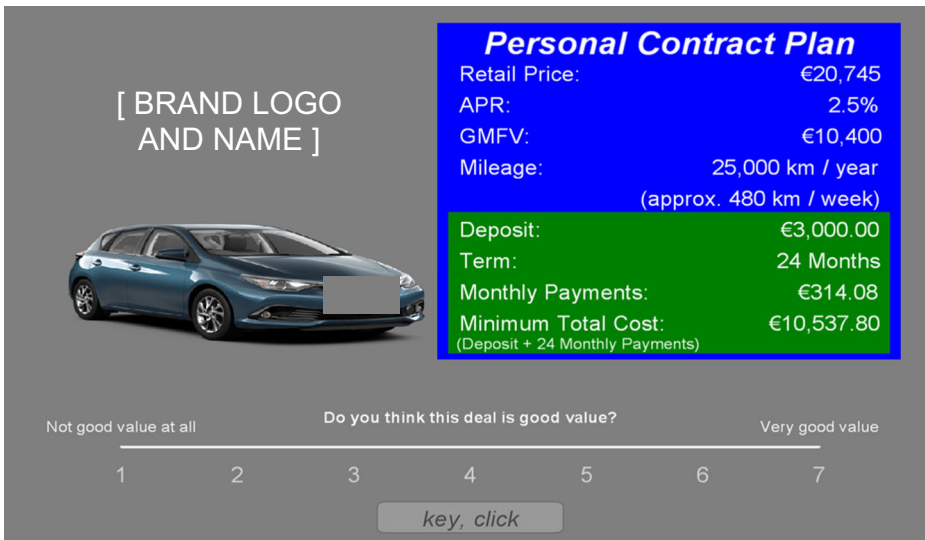 [ BRAND LOGO
AND NAME ]
Personal Contract Plan
Retail Price: €20,745
APR: 2.5%
GMFV: €10,400
Mileage: 25,000 km / year
(approx. 480 km / week)
Deposit: €3,000.00
Term: 24 Months
Monthly Payments: €314.08
Minimum Total Cost: €10,537.80
(Deposit + 24 Monthly Payments)
Do you think this deal is good value?
Not good value at all Very good value
1 2 3 4 5 6 7
key, click